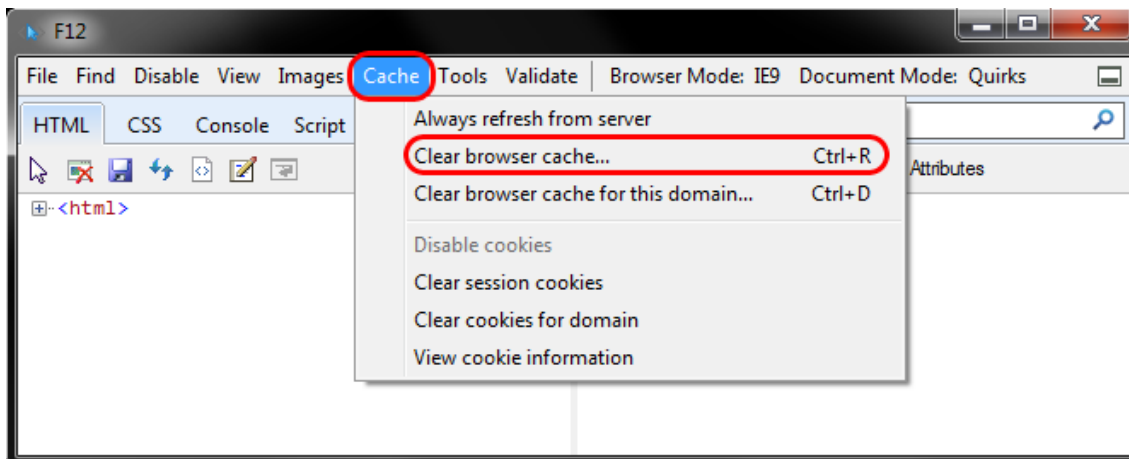 F12
File Find Disable View Images Cache Tools Validate Browser Mode: IE9 Document Mode: Quirks
HTML CSS Console Script
Always refresh from server
Clear browser cache... Ctrl+R
Attributes
Clear browser cache for this domain... Ctrl+D
<html>
Disable cookies
Clear session cookies
Clear cookies for domain
View cookie information